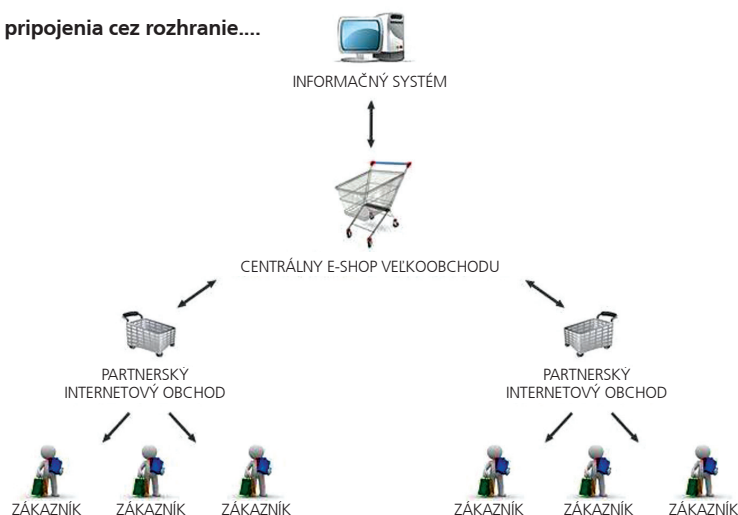 pripojenia cez rozhranie....
INFORMAČNÝ SYSTÉM
CENTRÁLNY E-SHOP VEĽKOOBCHODU
PARTNERSKÝ
INTERNETOVÝ OBCHOD
PARTNERSKÝ
INTERNETOVÝ OBCHOD
ZÁKAZNÍK
ZÁKAZNÍK
ZÁKAZNÍK
ZÁKAZNÍK
ZÁKAZNÍK
ZÁKAZNÍK